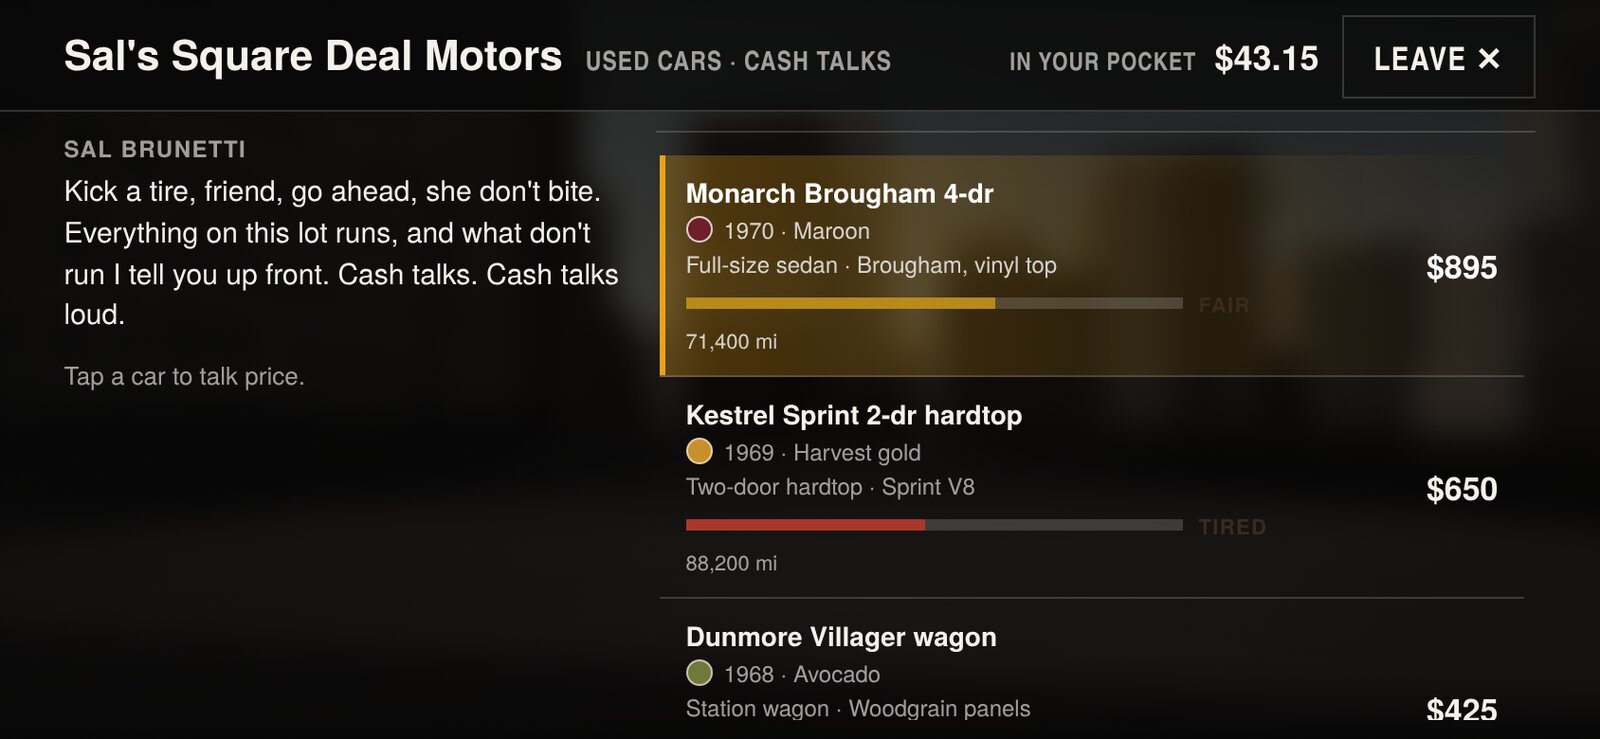 Sal's Square Deal Motors USED CARS · CASH TALKS IN YOUR POCKET $43.15 LEAVE ✕
SAL BRUNETTI
Kick a tire, friend, go ahead, she don't bite.
Everything on this lot runs, and what don't
run I tell you up front. Cash talks. Cash talks
loud.
Tap a car to talk price.
Monarch Brougham 4-dr
1970 · Maroon
Full-size sedan · Brougham, vinyl top
$895
FAIR
71,400 mi
Kestrel Sprint 2-dr hardtop
1969 · Harvest gold
Two-door hardtop · Sprint V8
$650
TIRED
88,200 mi
Dunmore Villager wagon
1968 · Avocado
Station wagon · Woodgrain panels
$425